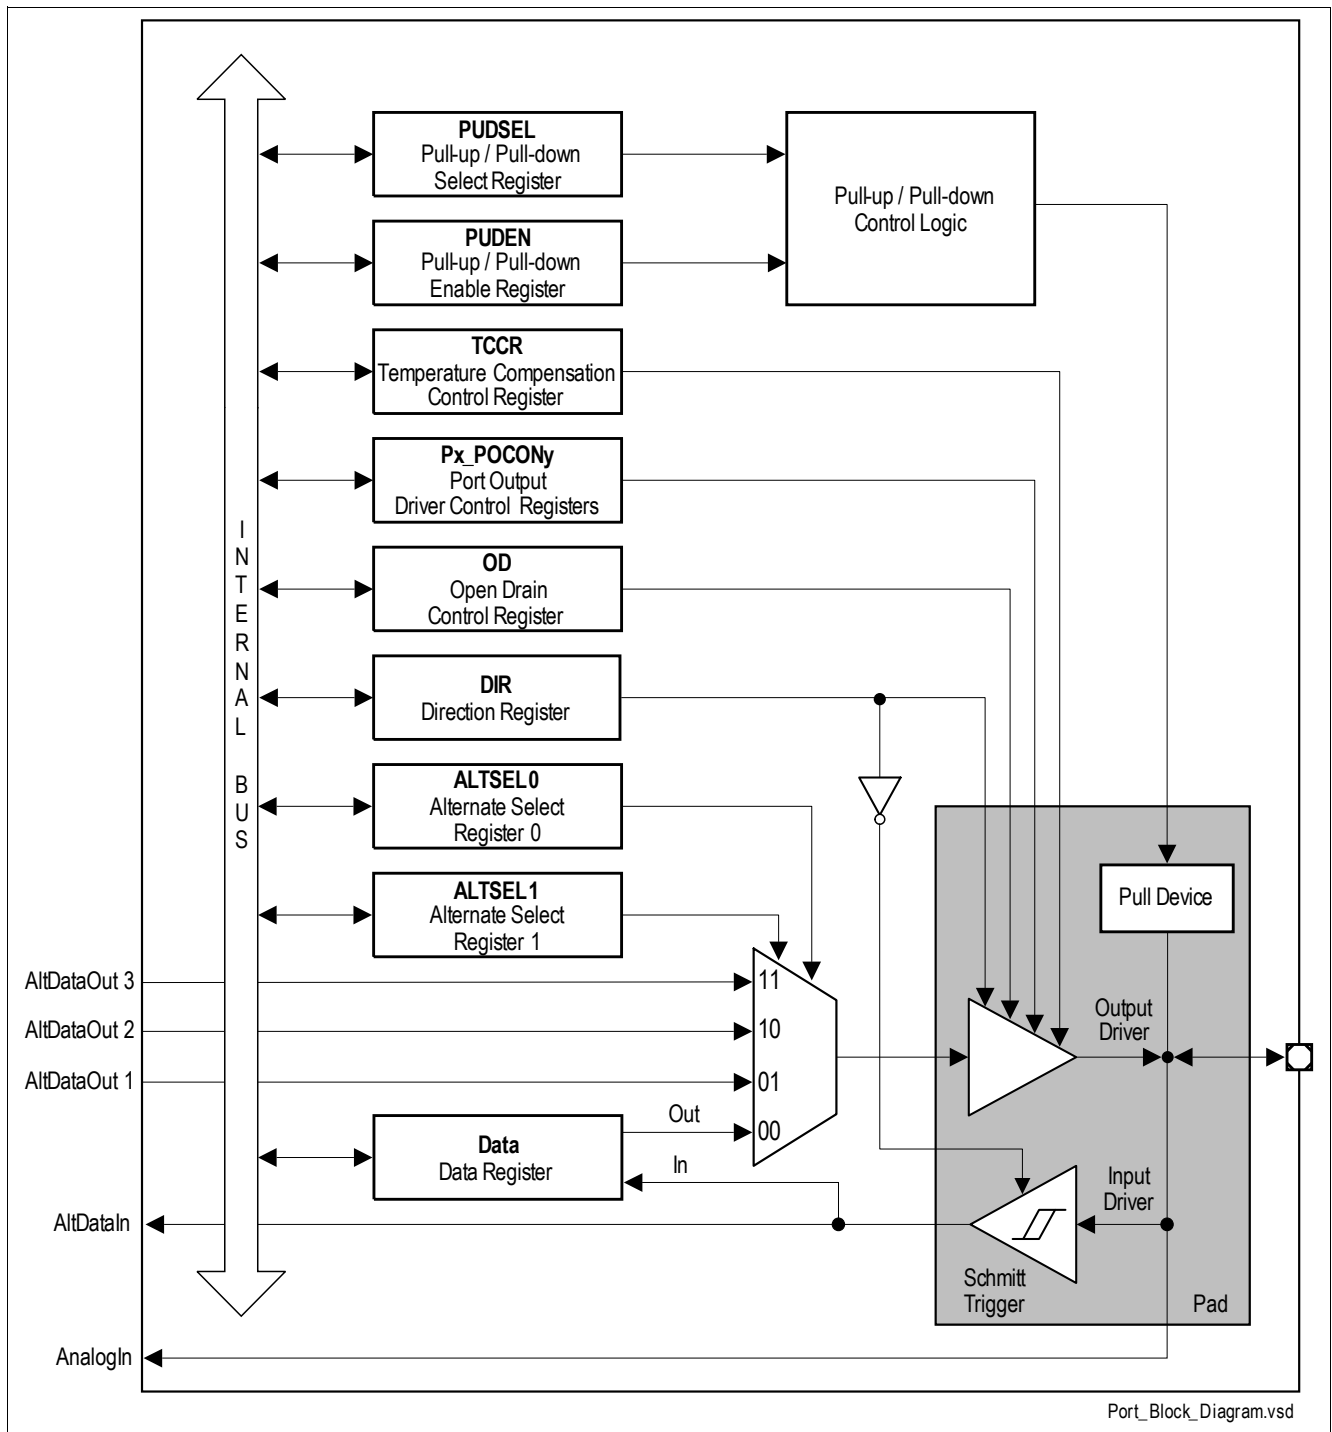 PUDSEL
Pull-up / Pull-down
Select Register
Pull-up / Pull-down
Control Logic
PUDEN
Pull-up / Pull-down
Enable Register
TCCR
Temperature Compensation
Control Register
Px_POCONy
Port Output
Driver Control Registers
INTERNAL BUS
OD
Open Drain
Control Register
DIR
Direction Register
ALTSEL0
Alternate Select
Register 0
ALTSEL1
Alternate Select
Register 1
Pull Device
AltDataOut 3
11
AltDataOut 2
10
AltDataOut 1
01
Output
Driver
Out
00
Data
Data Register
In
Input
Driver
AltDataIn
Schmitt
Trigger
Pad
AnalogIn
Port_Block_Diagram.vsd